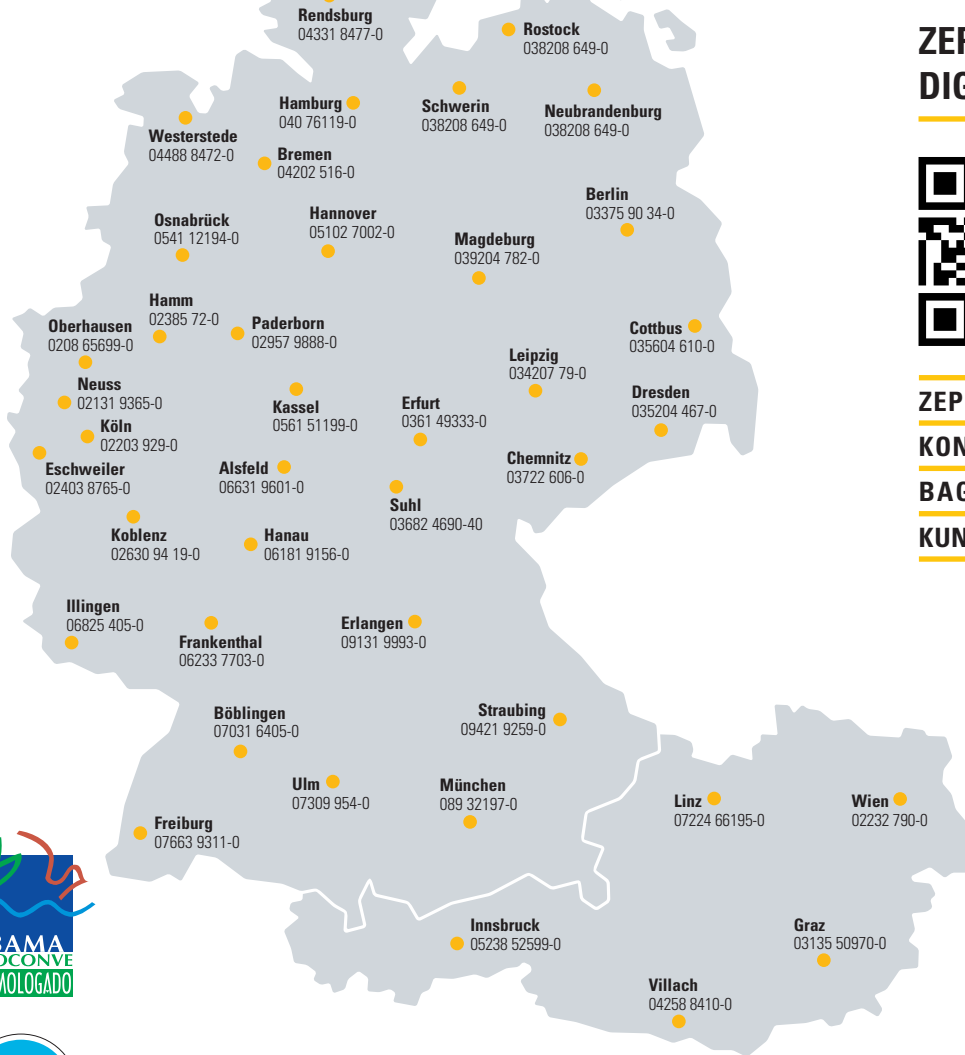 Rendsburg
04331 8477-0
Rostock
038208 649-0
Hamburg
040 76119-0
Schwerin
038208 649-0
Neubrandenburg
038208 649-0
Westerstede
04488 8472-0
Bremen
04202 516-0
Berlin
03375 90 34-0
Osnabrück
0541 12194-0
Hannover
05102 7002-0
Magdeburg
039204 782-0
Hamm
02385 72-0
Oberhausen
0208 65699-0
Paderborn
02957 9888-0
Cottbus
035604 610-0
Leipzig
034207 79-0
Neuss
02131 9365-0
Kassel
0561 51199-0
Erfurt
0361 49333-0
Dresden
035204 467-0
Köln
02203 929-0
Eschweiler
02403 8765-0
Alsfeld
06631 9601-0
Chemnitz
03722 606-0
Suhl
03682 4690-40
Koblenz
02630 94 19-0
Hanau
06181 9156-0
Illingen
06825 405-0
Frankenthal
06233 7703-0
Erlangen
09131 9993-0
Böblingen
07031 6405-0
Straubing
09421 9259-0
Ulm
07309 954-0
München
089 32197-0
Linz
07224 66195-0
Wien
02232 790-0
Freiburg
07663 9311-0
Innsbruck
05238 52599-0
Graz
03135 50970-0
Villach
04258 8410-0
ZEP
KON
BAG
KUN
BAMA
OCONVE
MOLOGADO